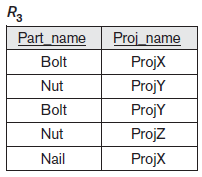 R3
Part_name Proj_name
Bolt ProjX
Nut ProjY
Bolt ProjY
Nut ProjZ
Nail ProjX